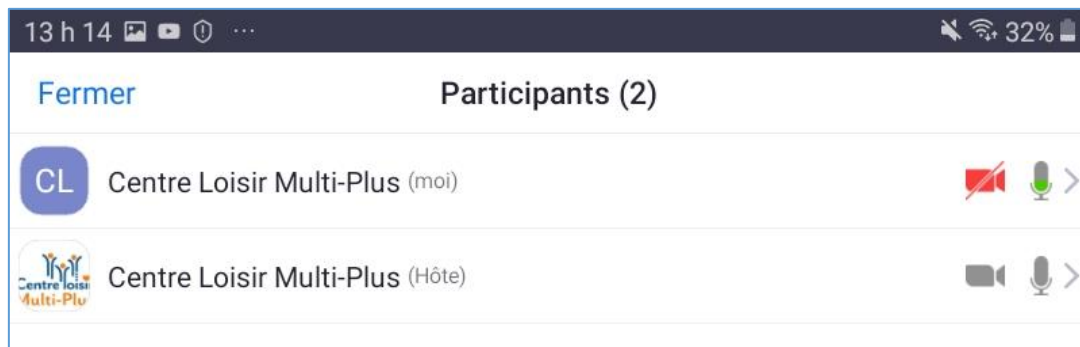 13 h 14 ... 32%
Fermer Participants (2)
CL Centre Loisir Multi-Plus (moi)
Centre Loisir Multi-Plus (Hôte)
Centre loisi
Multi-Plu